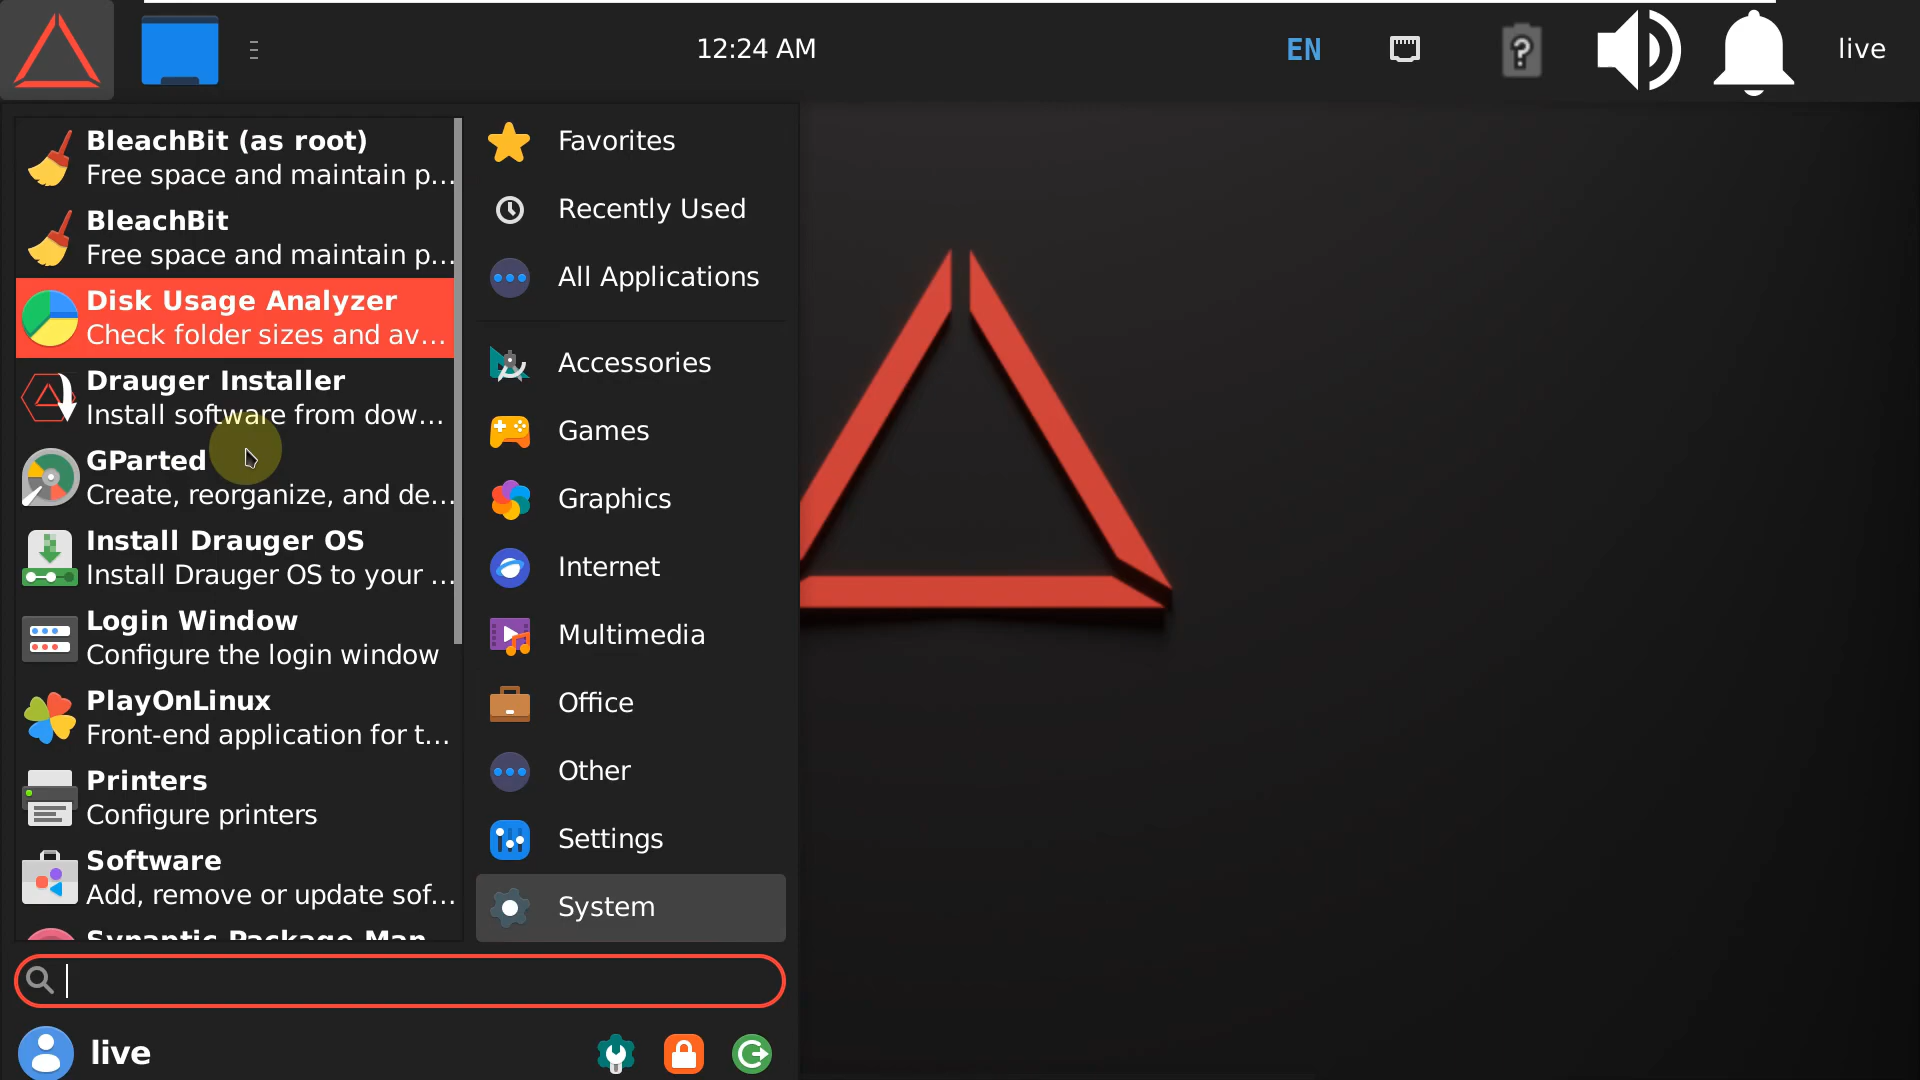 12:24 AM
EN
live
BleachBit (as root)
Free space and maintain p...
BleachBit
Free space and maintain p...
Disk Usage Analyzer
Check folder sizes and av...
Drauger Installer
Install software from dow...
GParted
Create, reorganize, and de...
Install Drauger OS
Install Drauger OS to your ...
Login Window
Configure the login window
PlayOnLinux
Front-end application for t...
Printers
Configure printers
Software
Add, remove or update sof...
Synaptic Package Man
Favorites
Recently Used
All Applications
Accessories
Games
Graphics
Internet
Multimedia
Office
Other
Settings
System
live